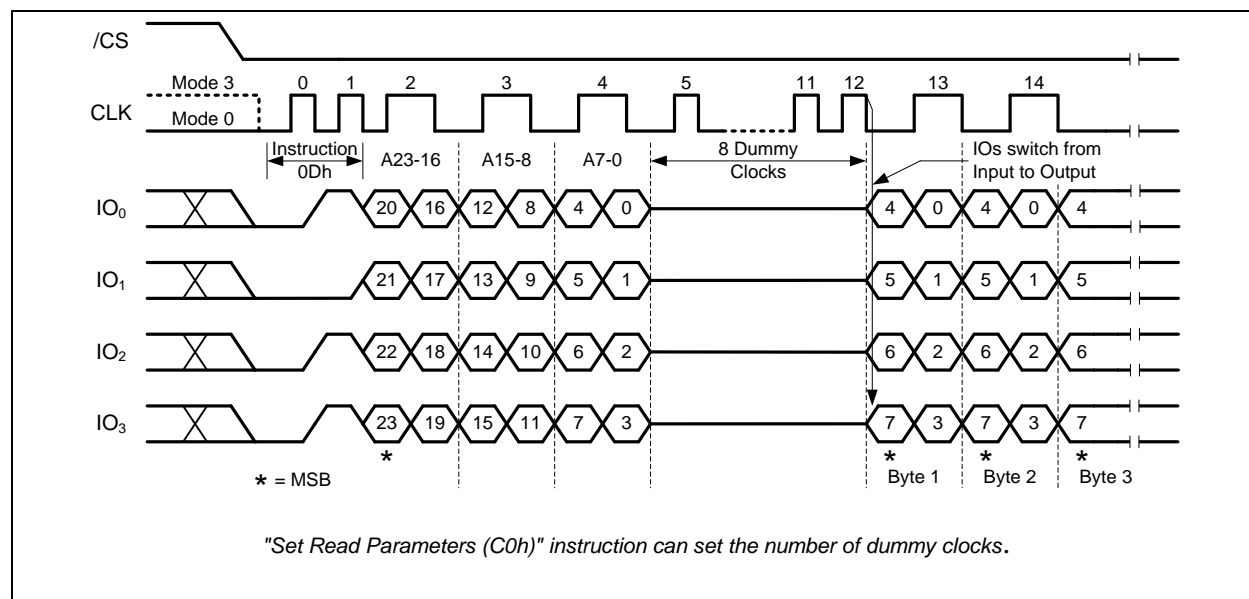 /CS
Mode 3 0 1 2 3 4 5 11 12 13 14
CLK Mode 0
Instruction A23-16 A15-8 A7-0 8 Dummy IOs switch from
0Dh Clocks Input to Output
IO0 20 16 12 8 4 0 4 0 4 0 4
IO1 21 17 13 9 5 1 5 1 5 1 5
IO2 22 18 14 10 6 2 6 2 6 2 6
IO3 23 19 15 11 7 3 7 3 7 3 7
* * * *
* = MSB Byte 1 Byte 2 Byte 3
"Set Read Parameters (C0h)" instruction can set the number of dummy clocks.